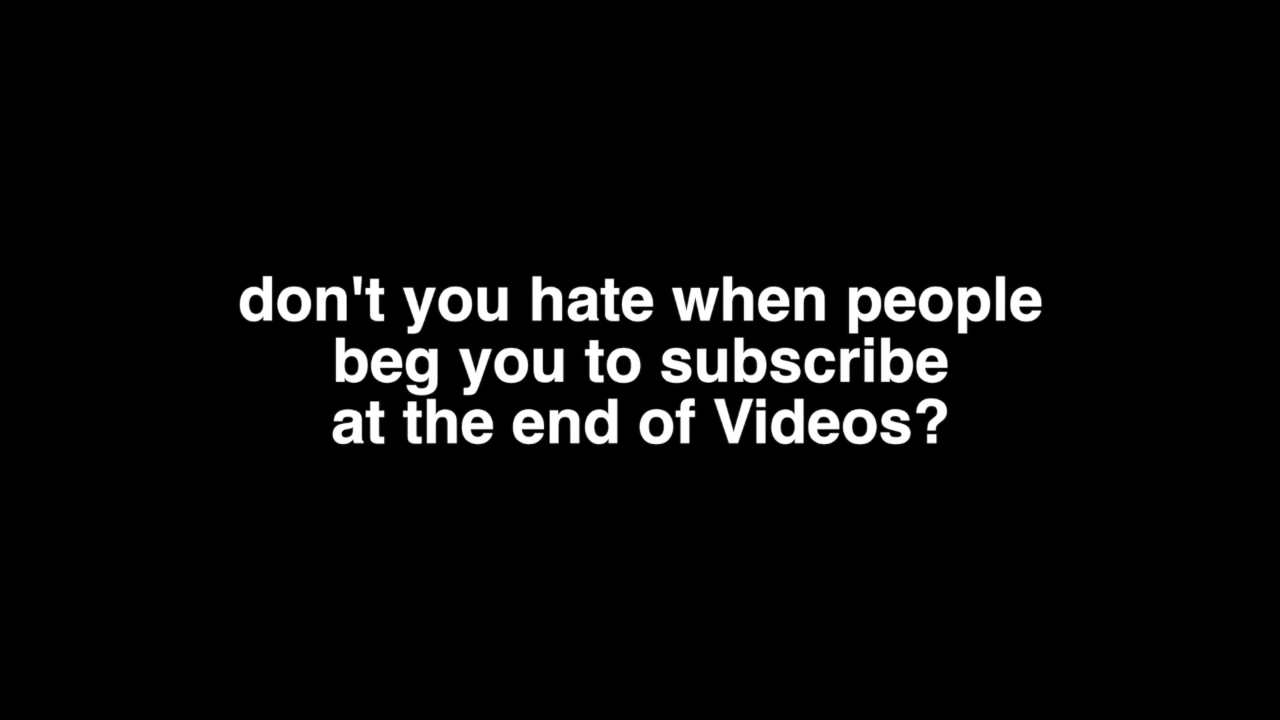 don't you hate when people
beg you to subscribe
at the end of Videos?